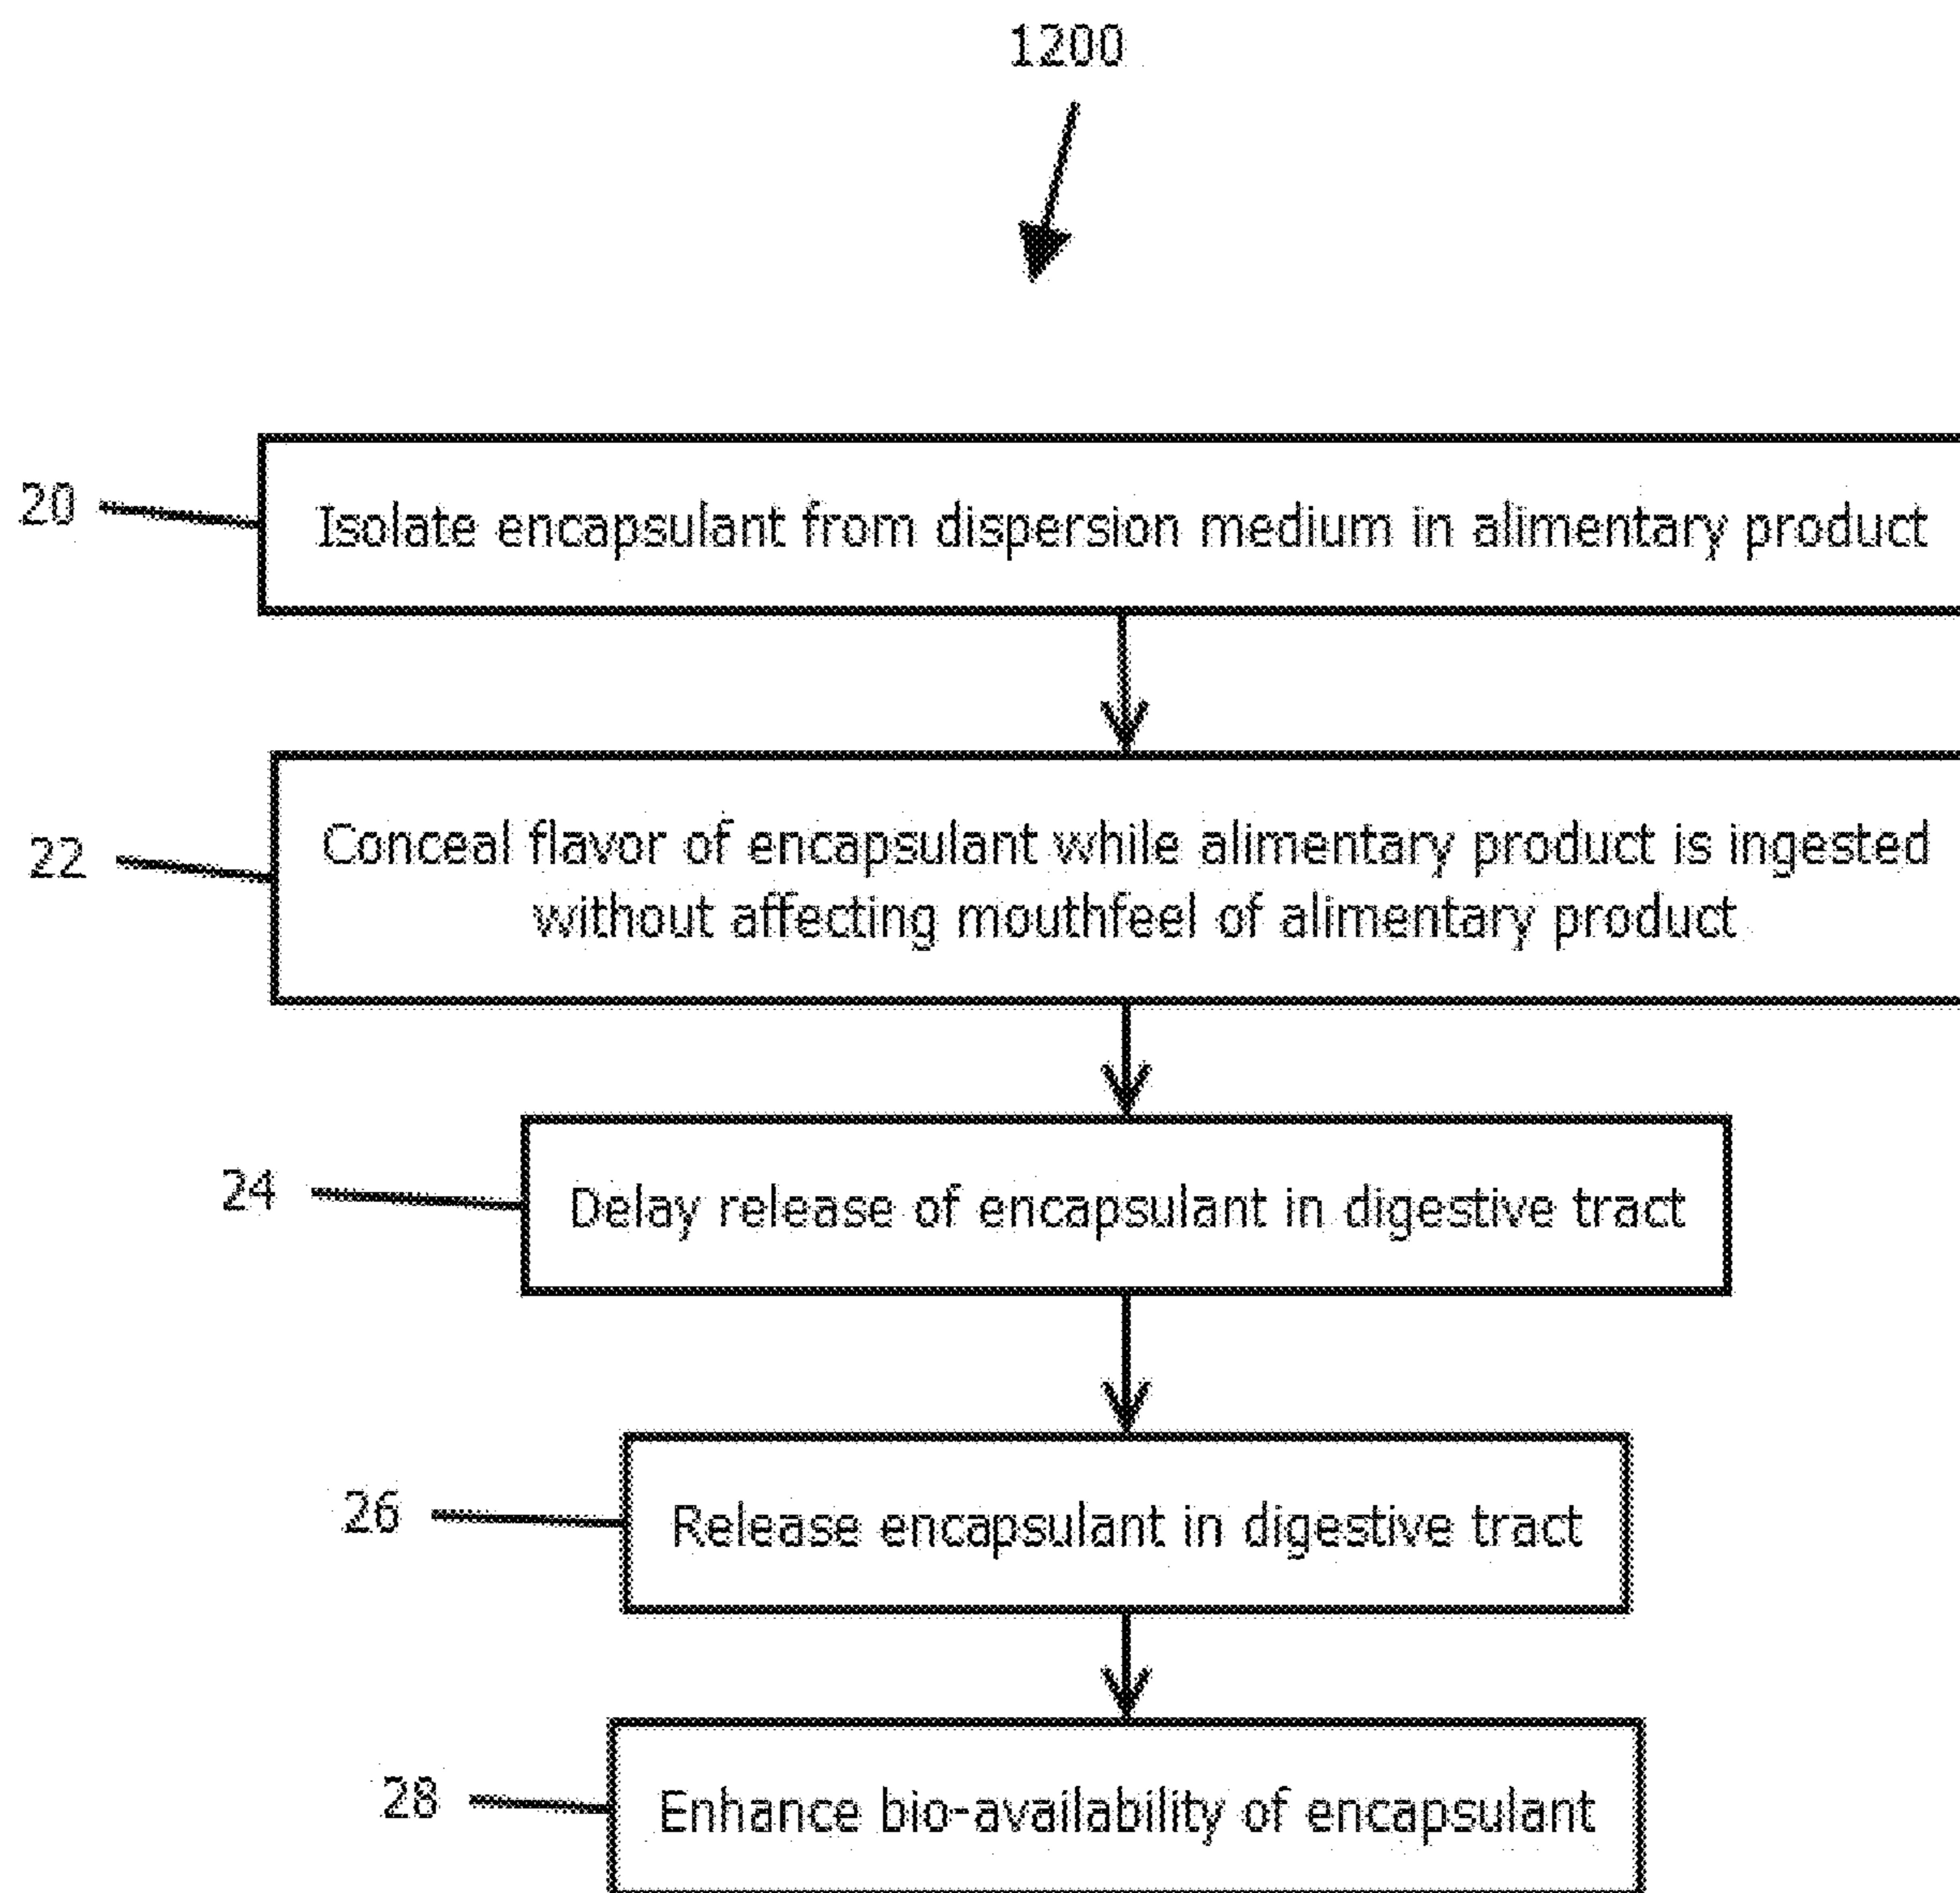 1200
20
Isolate encapsulant from dispersion medium in alimentary product
22
Conceal flavor of encapsulant while alimentary product is ingested
without affecting mouthfeel of alimentary product
24
Delay release of encapsulant in digestive tract
26
Release encapsulant in digestive tract
28
Enhance bio-availability of encapsulant